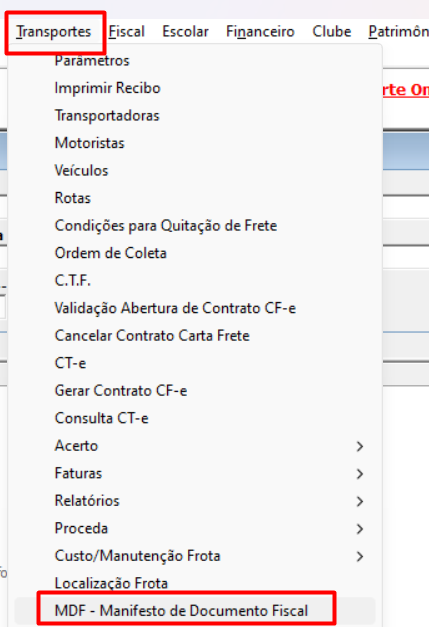 Transportes Fiscal Escolar Financeiro Clube Patrimôn
Parâmetros
Imprimir Recibo
rte On
Transportadoras
Motoristas
Veículos
Rotas
Condições para Quitação de Frete
Ordem de Coleta
C.T.F.
Validação Abertura de Contrato CF-e
Cancelar Contrato Carta Frete
CT-e
Gerar Contrato CF-e
Consulta CT-e
Acerto
Faturas
Relatórios
Proceda
Custo/Manutenção Frota
Localização Frota
MDF - Manifesto de Documento Fiscal